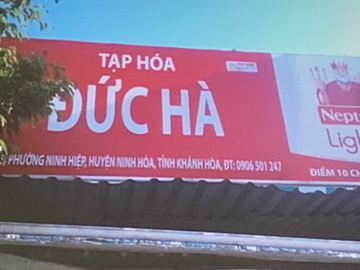 TẠP HÓA
ĐỨC HÀ
PHƯỜNG NINH HIỆP, HUYỆN NINH HÒA, TỈNH KHÁNH HÒA, ĐT: 0906 501 247
Nept
Lig
ĐIỂM 10 CH